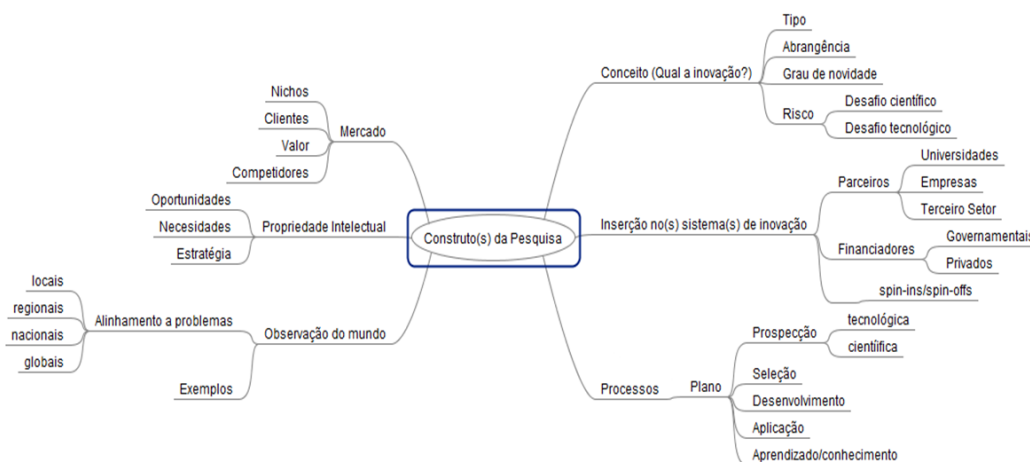 Construto(s) da Pesquisa
Conceito (Qual a inovação?)
Tipo
Abrangência
Grau de novidade
Risco
Desafio científico
Desafio tecnológico
Inserção no(s) sistema(s) de inovação
Parceiros
Universidades
Empresas
Terceiro Setor
Financiadores
Governamentais
Privados
spin-ins/spin-offs
Processos
Plano
Prospecção
tecnológica
cientíifica
Seleção
Desenvolvimento
Aplicação
Aprendizado/conhecimento
Mercado
Nichos
Clientes
Valor
Competidores
Propriedade Intelectual
Oportunidades
Necesidades
Estratégia
Observação do mundo
Alinhamento a problemas
locais
regionais
nacionais
globais
Exemplos